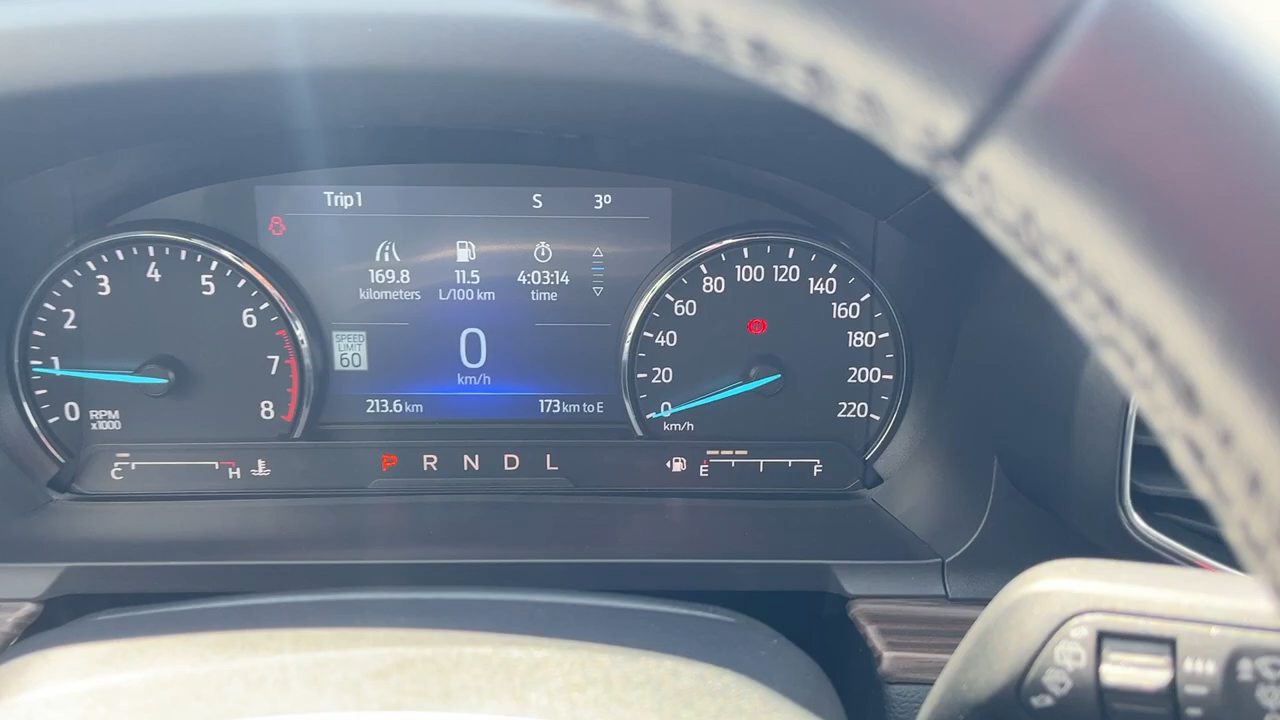 Trip 1 S 3º
169.8 11.5 4:03:14
kilometers L/100 km time
SPEED
LIMIT
60
0
km/h
213.6 km 173 km to E
0 1 2 3 4 5 6 7 8
RPM
x1000
0 20 40 60 80 100 120 140 160 180 200 220
km/h
C H
P R N D L
E F